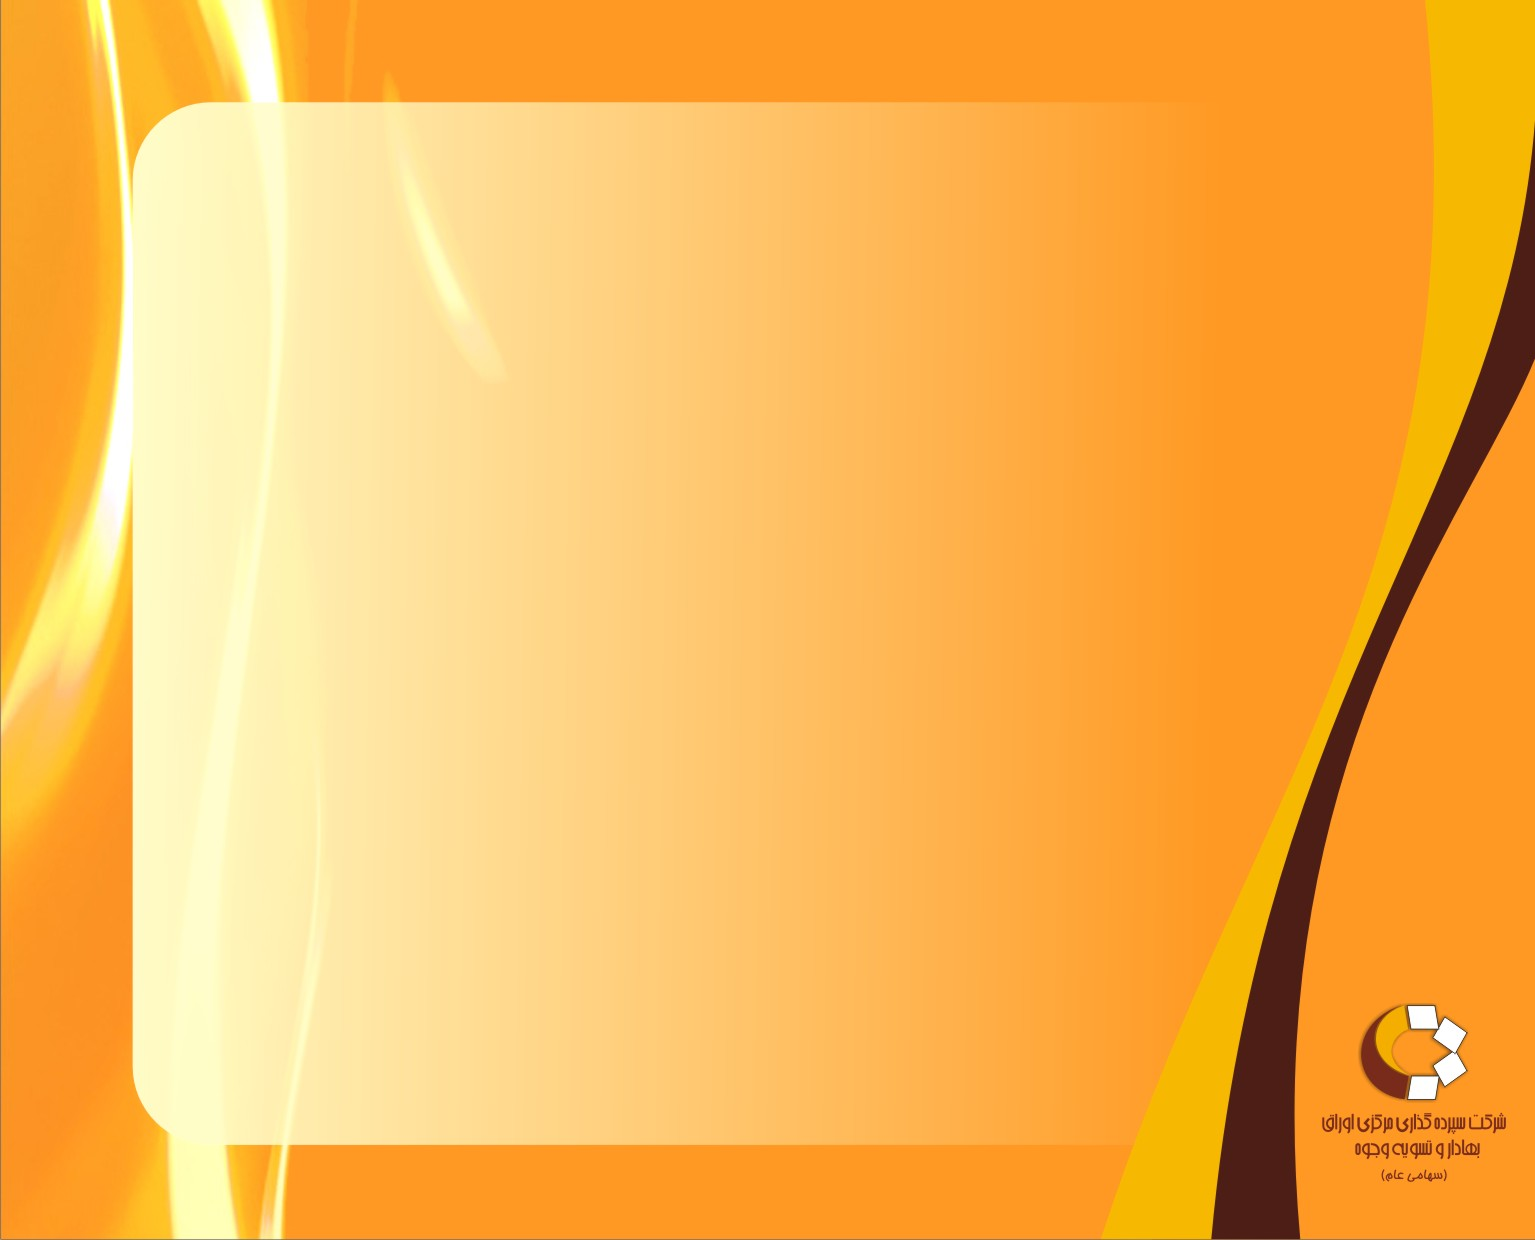 شرکت سپرده گذاری مرکزی اوراق
بهادار و تسویه وجوه
(سهامی عام)